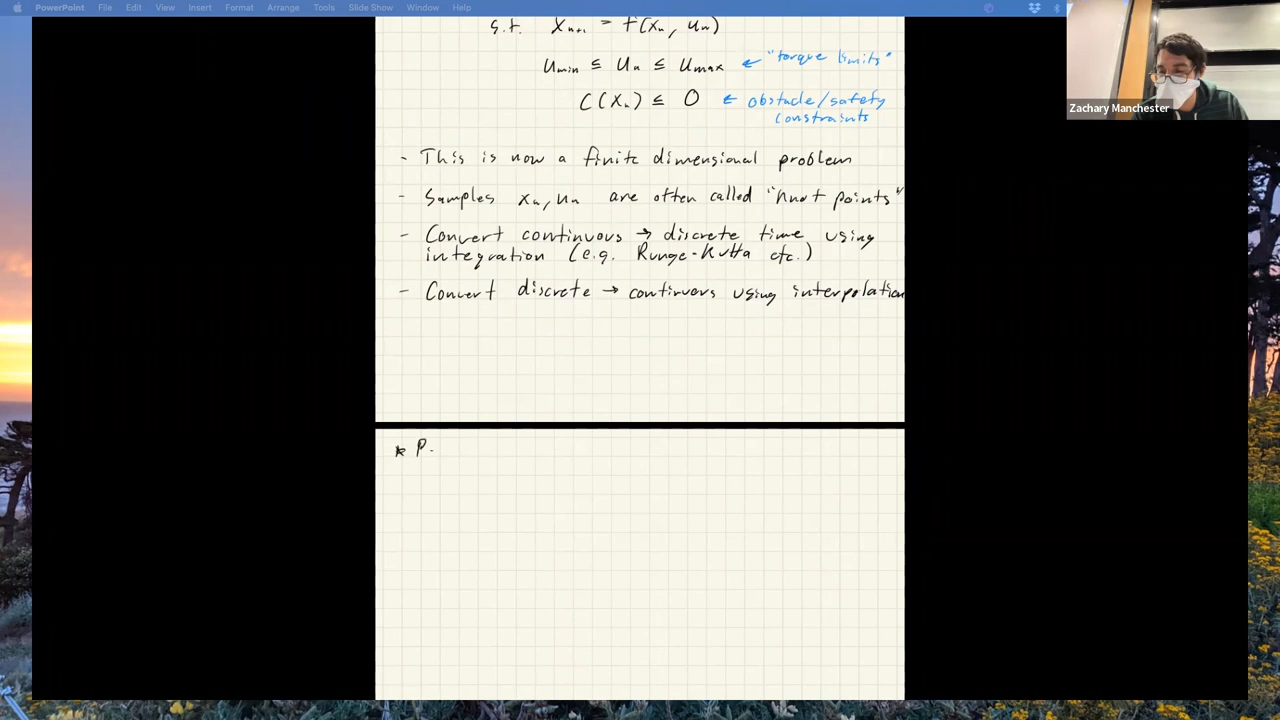 PowerPoint File Edit View Insert Format Arrange Tools Slide Show Window Help
s.t. xₙ₊₁ = f(xₙ, uₙ)
uₘᵢₙ ≤ uₙ ≤ uₘₐₓ ← "torque limits"
C(xₙ) ≤ 0 ← obstacle/safety
constraints
Zachary Manchester
- This is now a finite dimensional problem
- Samples xₙ, uₙ are often called "knot points"
- Convert continuous → discrete time using
integration (e.g. Runge-Kutta etc.)
- Convert discrete → continuous using interpolation
* P.